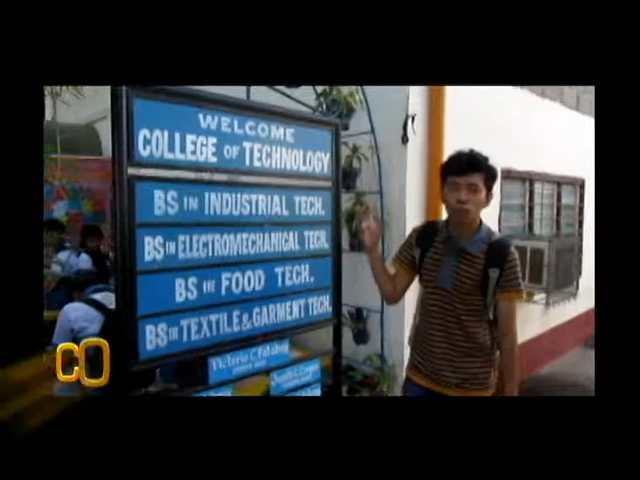 WELCOME
COLLEGE OF TECHNOLOGY
BS IN INDUSTRIAL TECH.
BS IN ELECTROMECHANICAL TECH.
BS IN FOOD TECH.
BS IN TEXTILE & GARMENT TECH.
CO